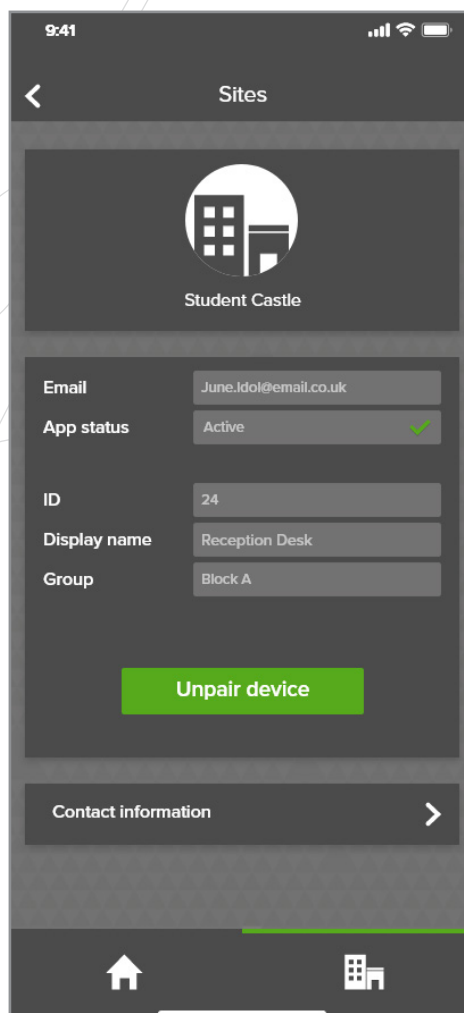 9:41
Sites
Student Castle
Email June.Idol@email.co.uk
App status Active
ID 24
Display name Reception Desk
Group Block A
Unpair device
Contact information